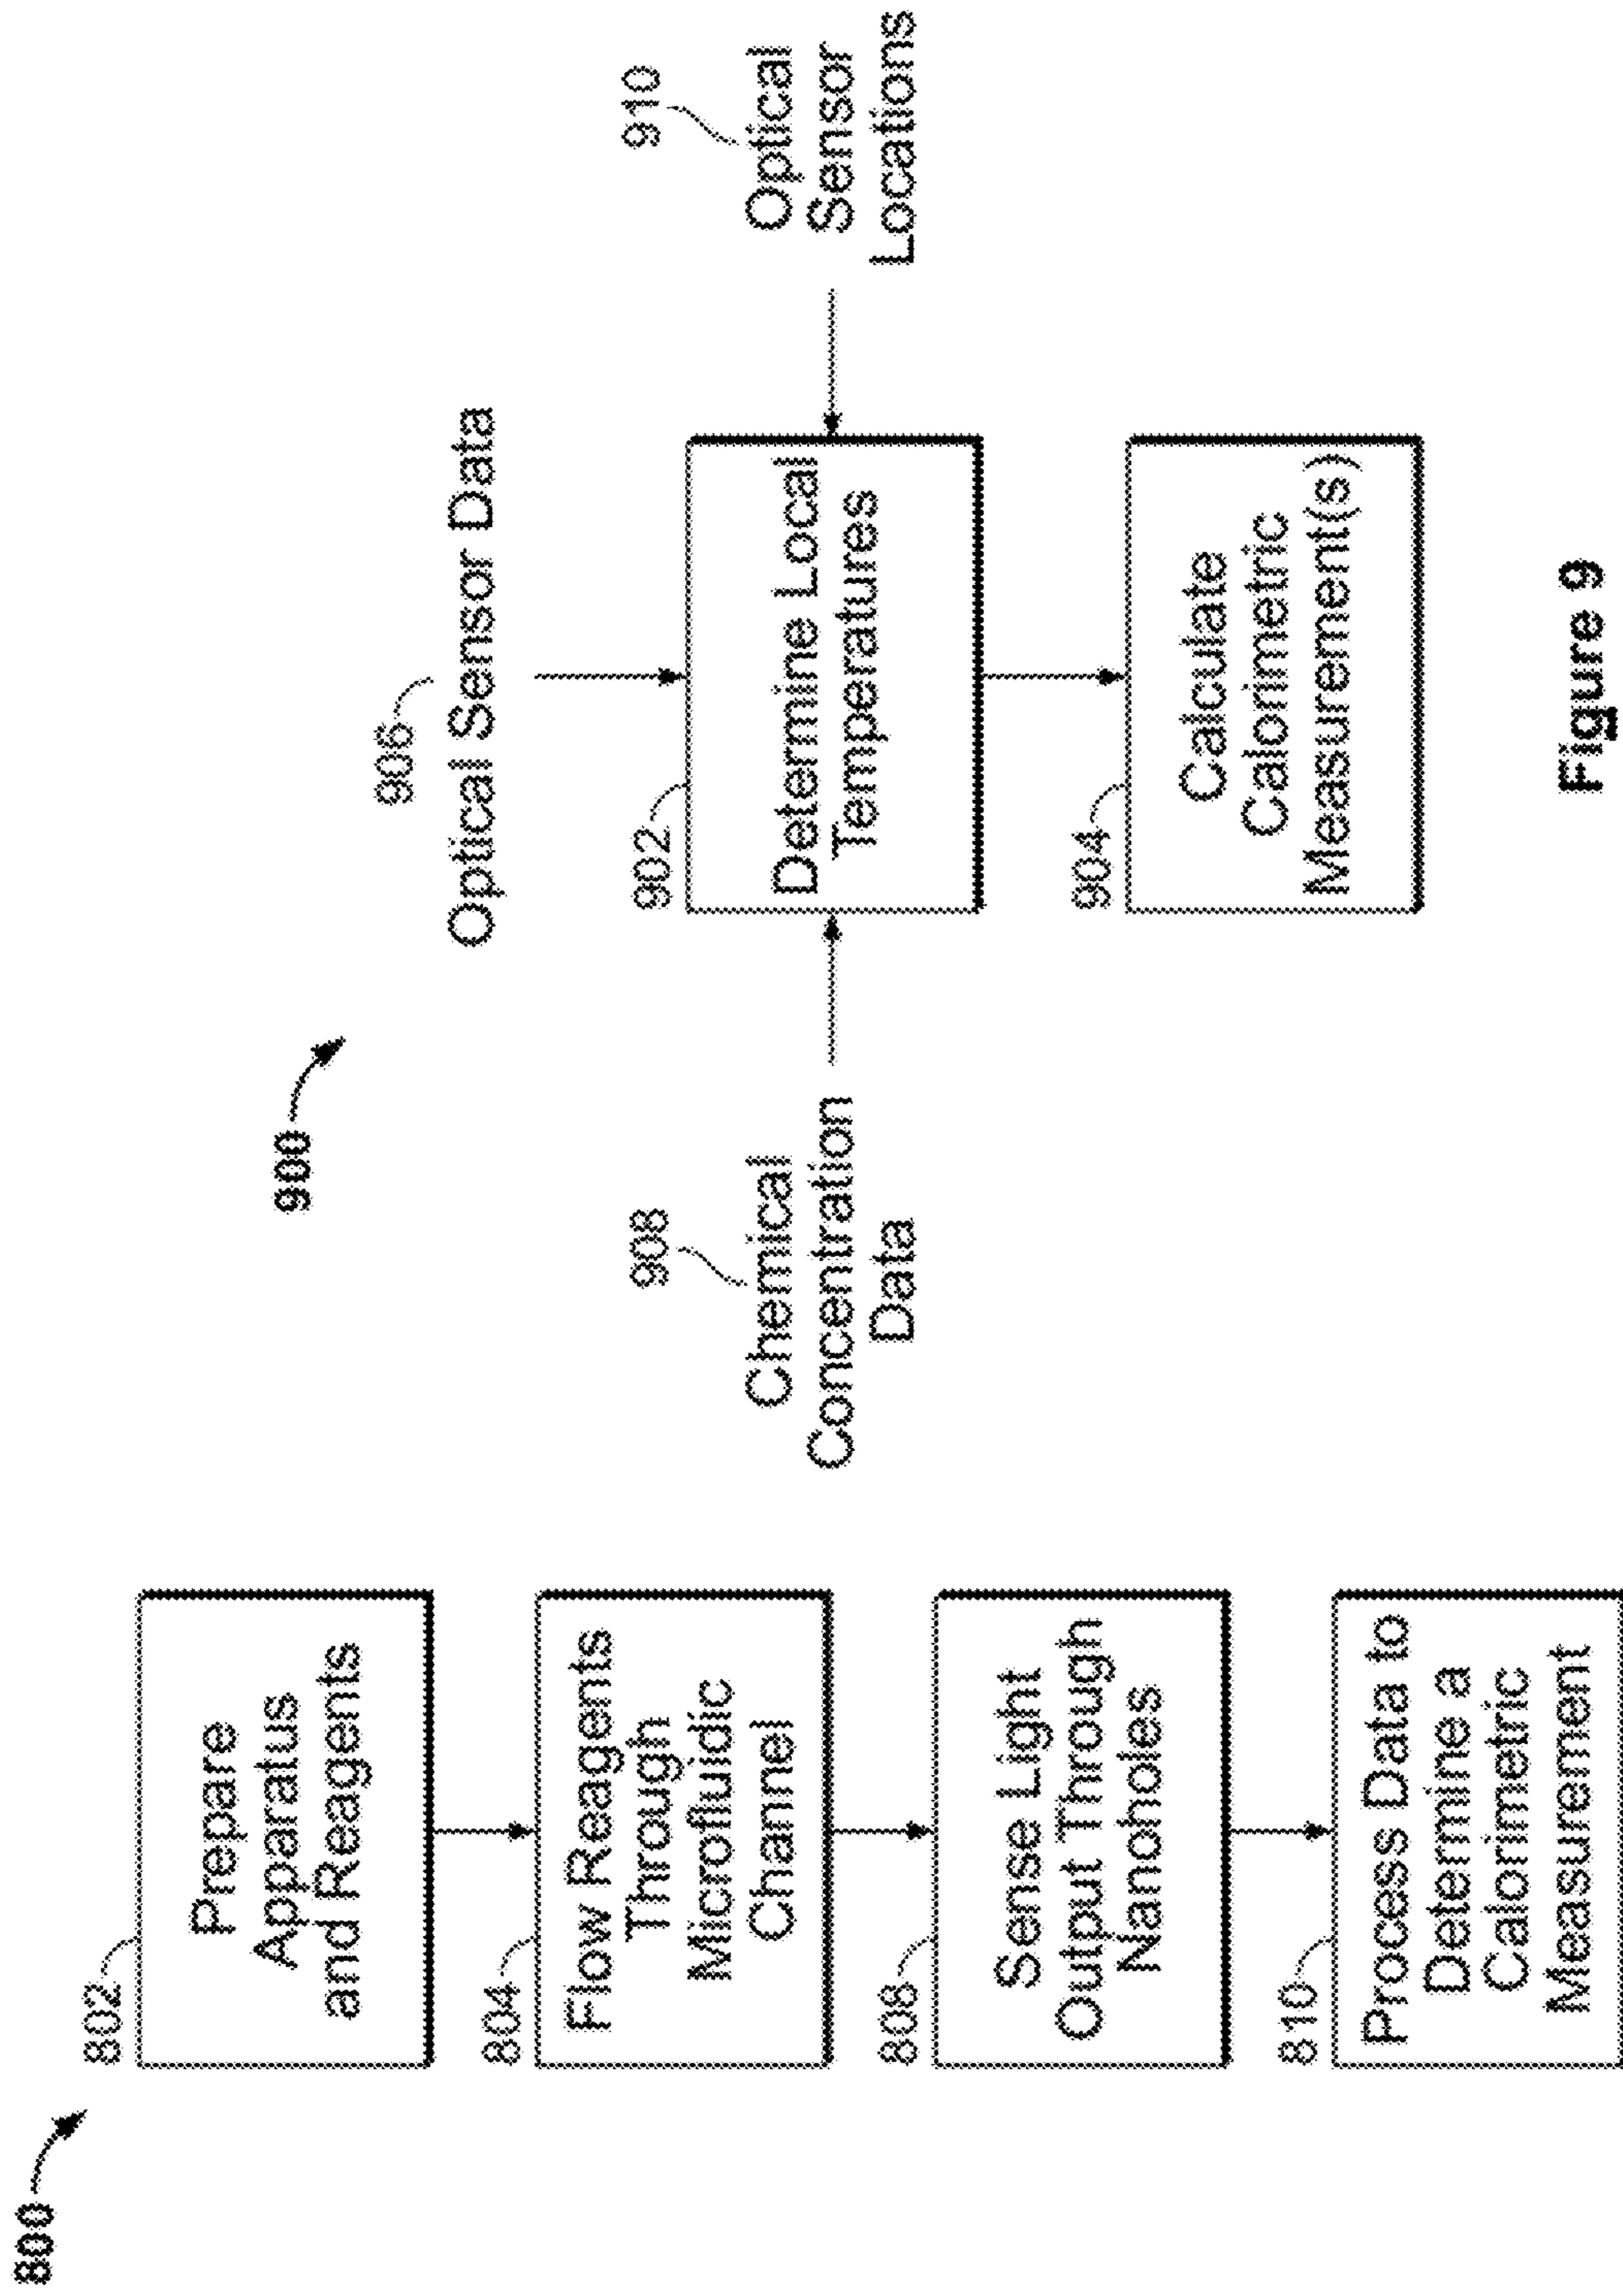 800
802
Prepare
Apparatus
and Reagents
804
Flow Reagents
Through
Microfluidic
Channel
808
Sense Light
Output Through
Nanoholes
810
Process Data to
Determine a
Calorimetric
Measurement
900
906
Optical Sensor Data
908
Chemical
Concentration
Data
902
Determine Local
Temperatures
910
Optical
Sensor
Locations
904
Calculate
Calorimetric
Measurement(s)
Figure 9